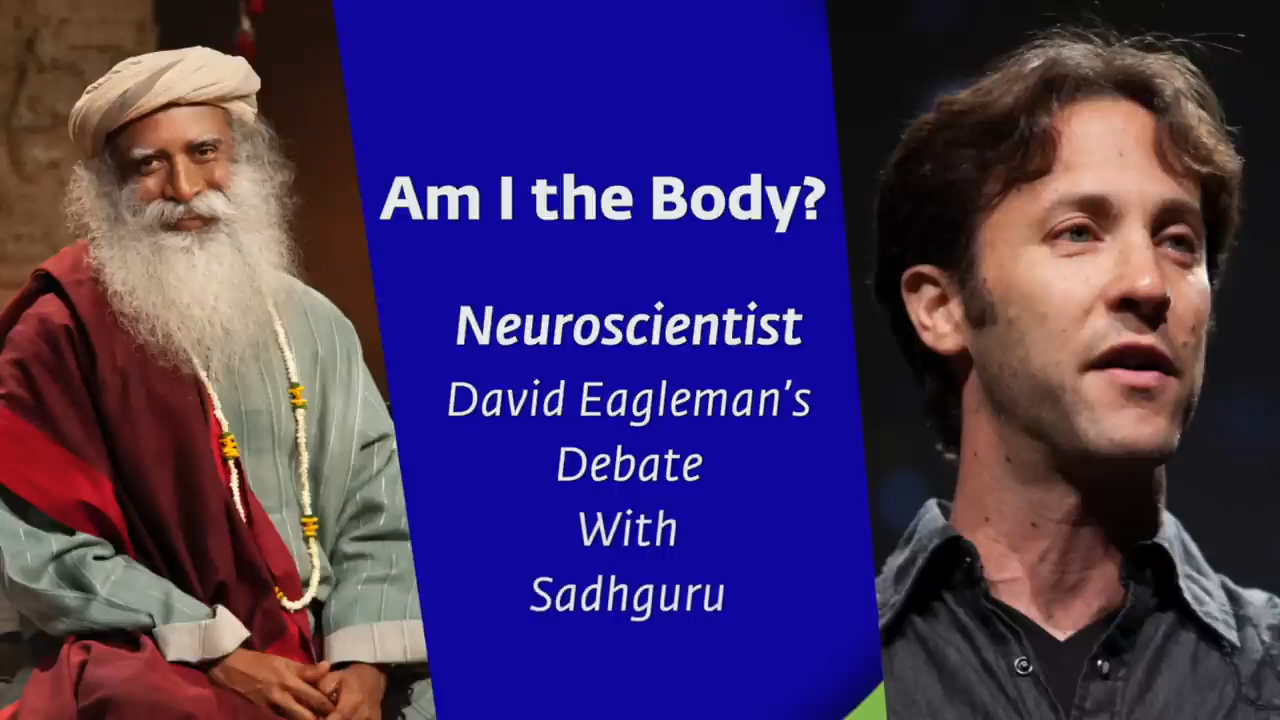 Am I the Body?
Neuroscientist
David Eagleman's
Debate
With
Sadhguru